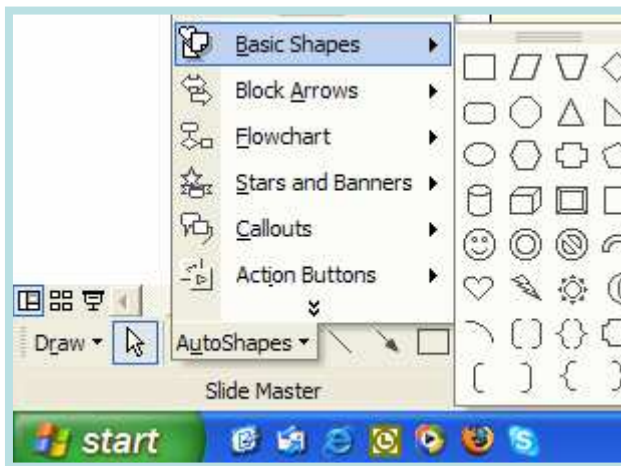 Basic Shapes
Block Arrows
Flowchart
Stars and Banners
Callouts
Action Buttons
Draw
AutoShapes
Slide Master
start